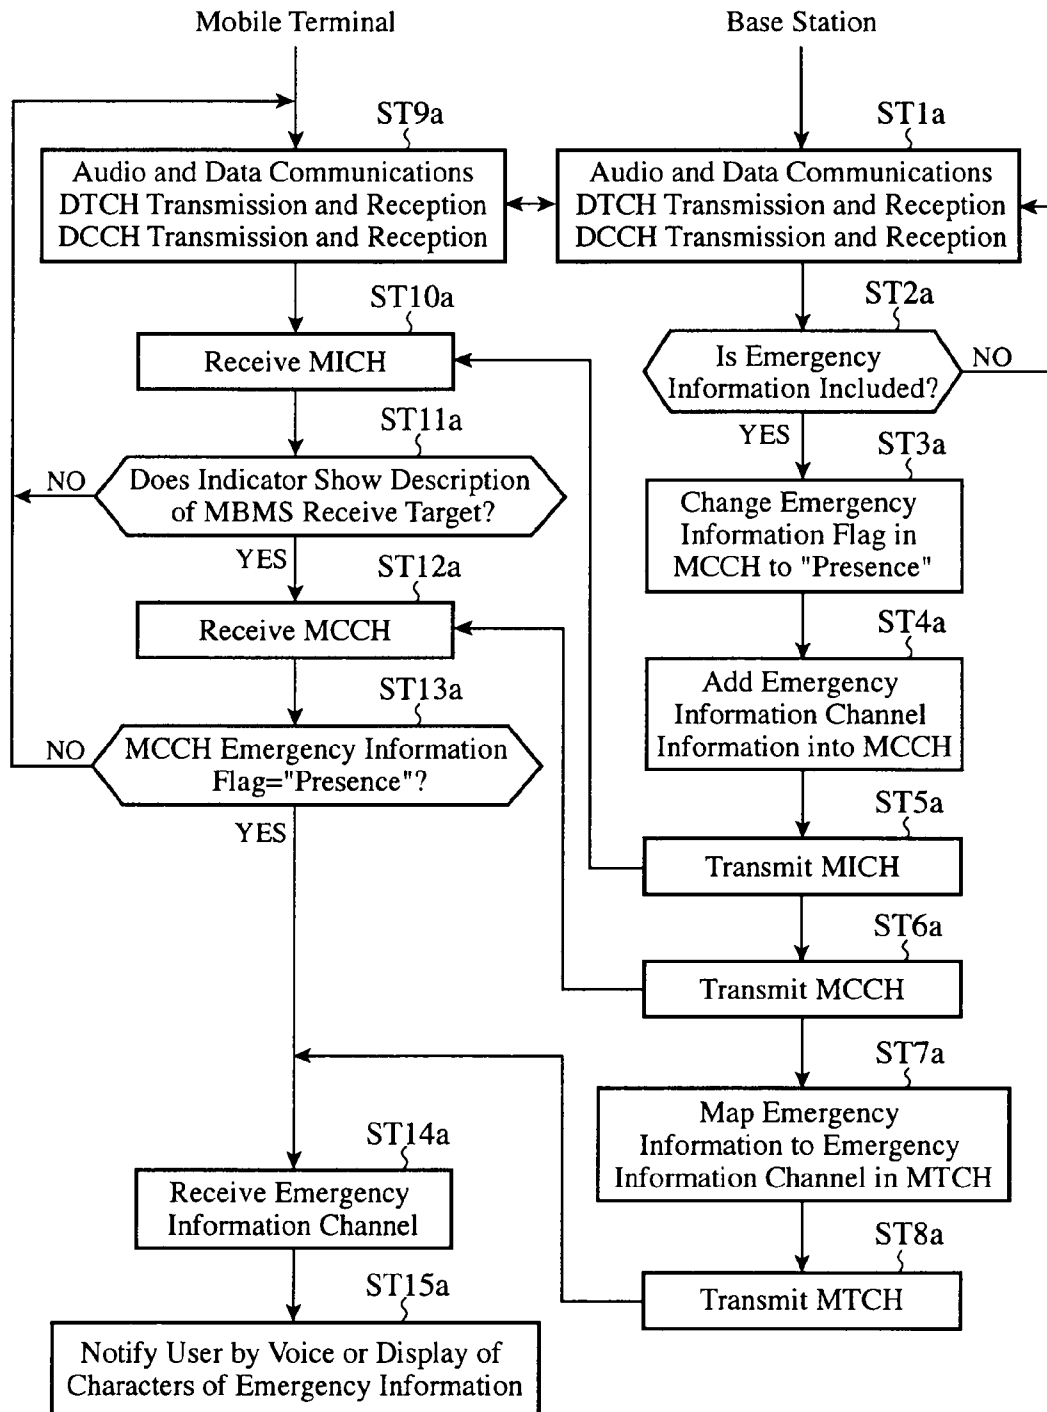 Mobile Terminal
Base Station
ST9a
Audio and Data Communications
DTCH Transmission and Reception
DCCH Transmission and Reception
ST1a
Audio and Data Communications
DTCH Transmission and Reception
DCCH Transmission and Reception
ST10a
Receive MICH
ST2a
Is Emergency
Information Included?
NO
YES
ST11a
Does Indicator Show Description
of MBMS Receive Target?
NO
YES
ST3a
Change Emergency
Information Flag in
MCCH to "Presence"
ST12a
Receive MCCH
ST4a
Add Emergency
Information Channel
Information into MCCH
ST13a
MCCH Emergency Information
Flag="Presence"?
NO
YES
ST5a
Transmit MICH
ST6a
Transmit MCCH
ST7a
Map Emergency
Information to Emergency
Information Channel in MTCH
ST14a
Receive Emergency
Information Channel
ST8a
Transmit MTCH
ST15a
Notify User by Voice or Display of
Characters of Emergency Information